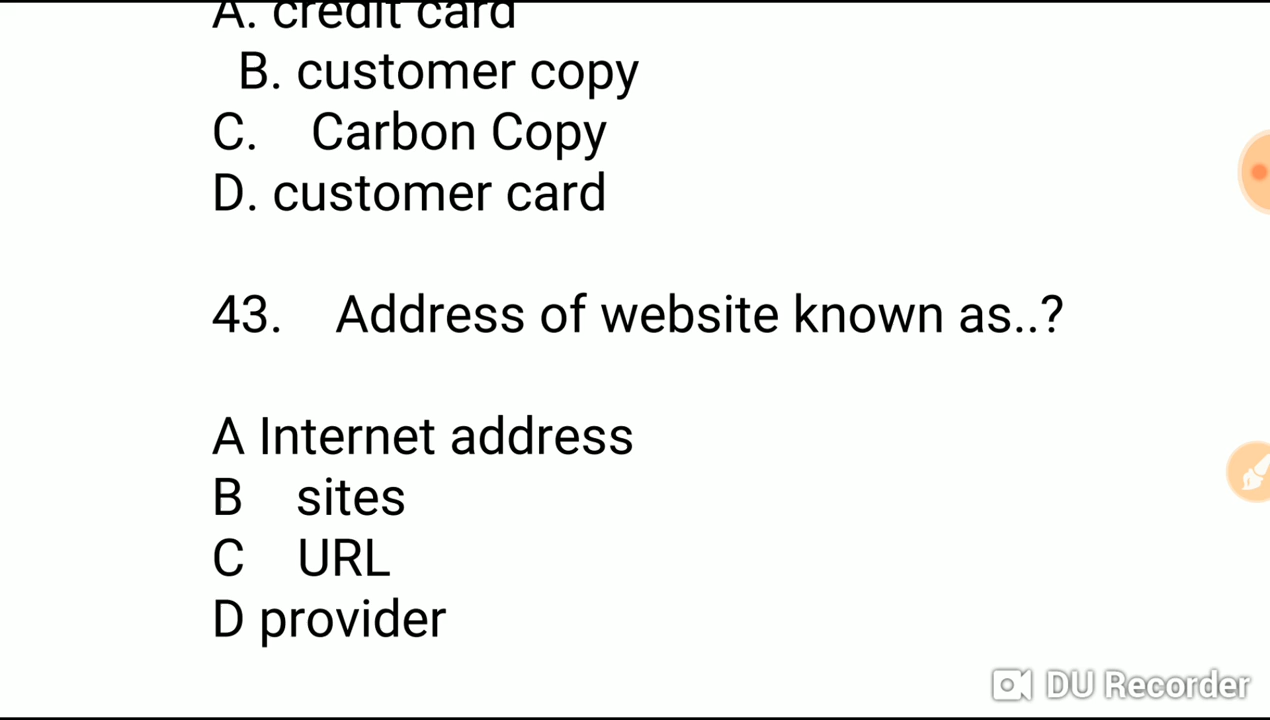 A. credit card
B. customer copy
C. Carbon Copy
D. customer card
43. Address of website known as..?
A Internet address
B sites
C URL
D provider
DU Recorder